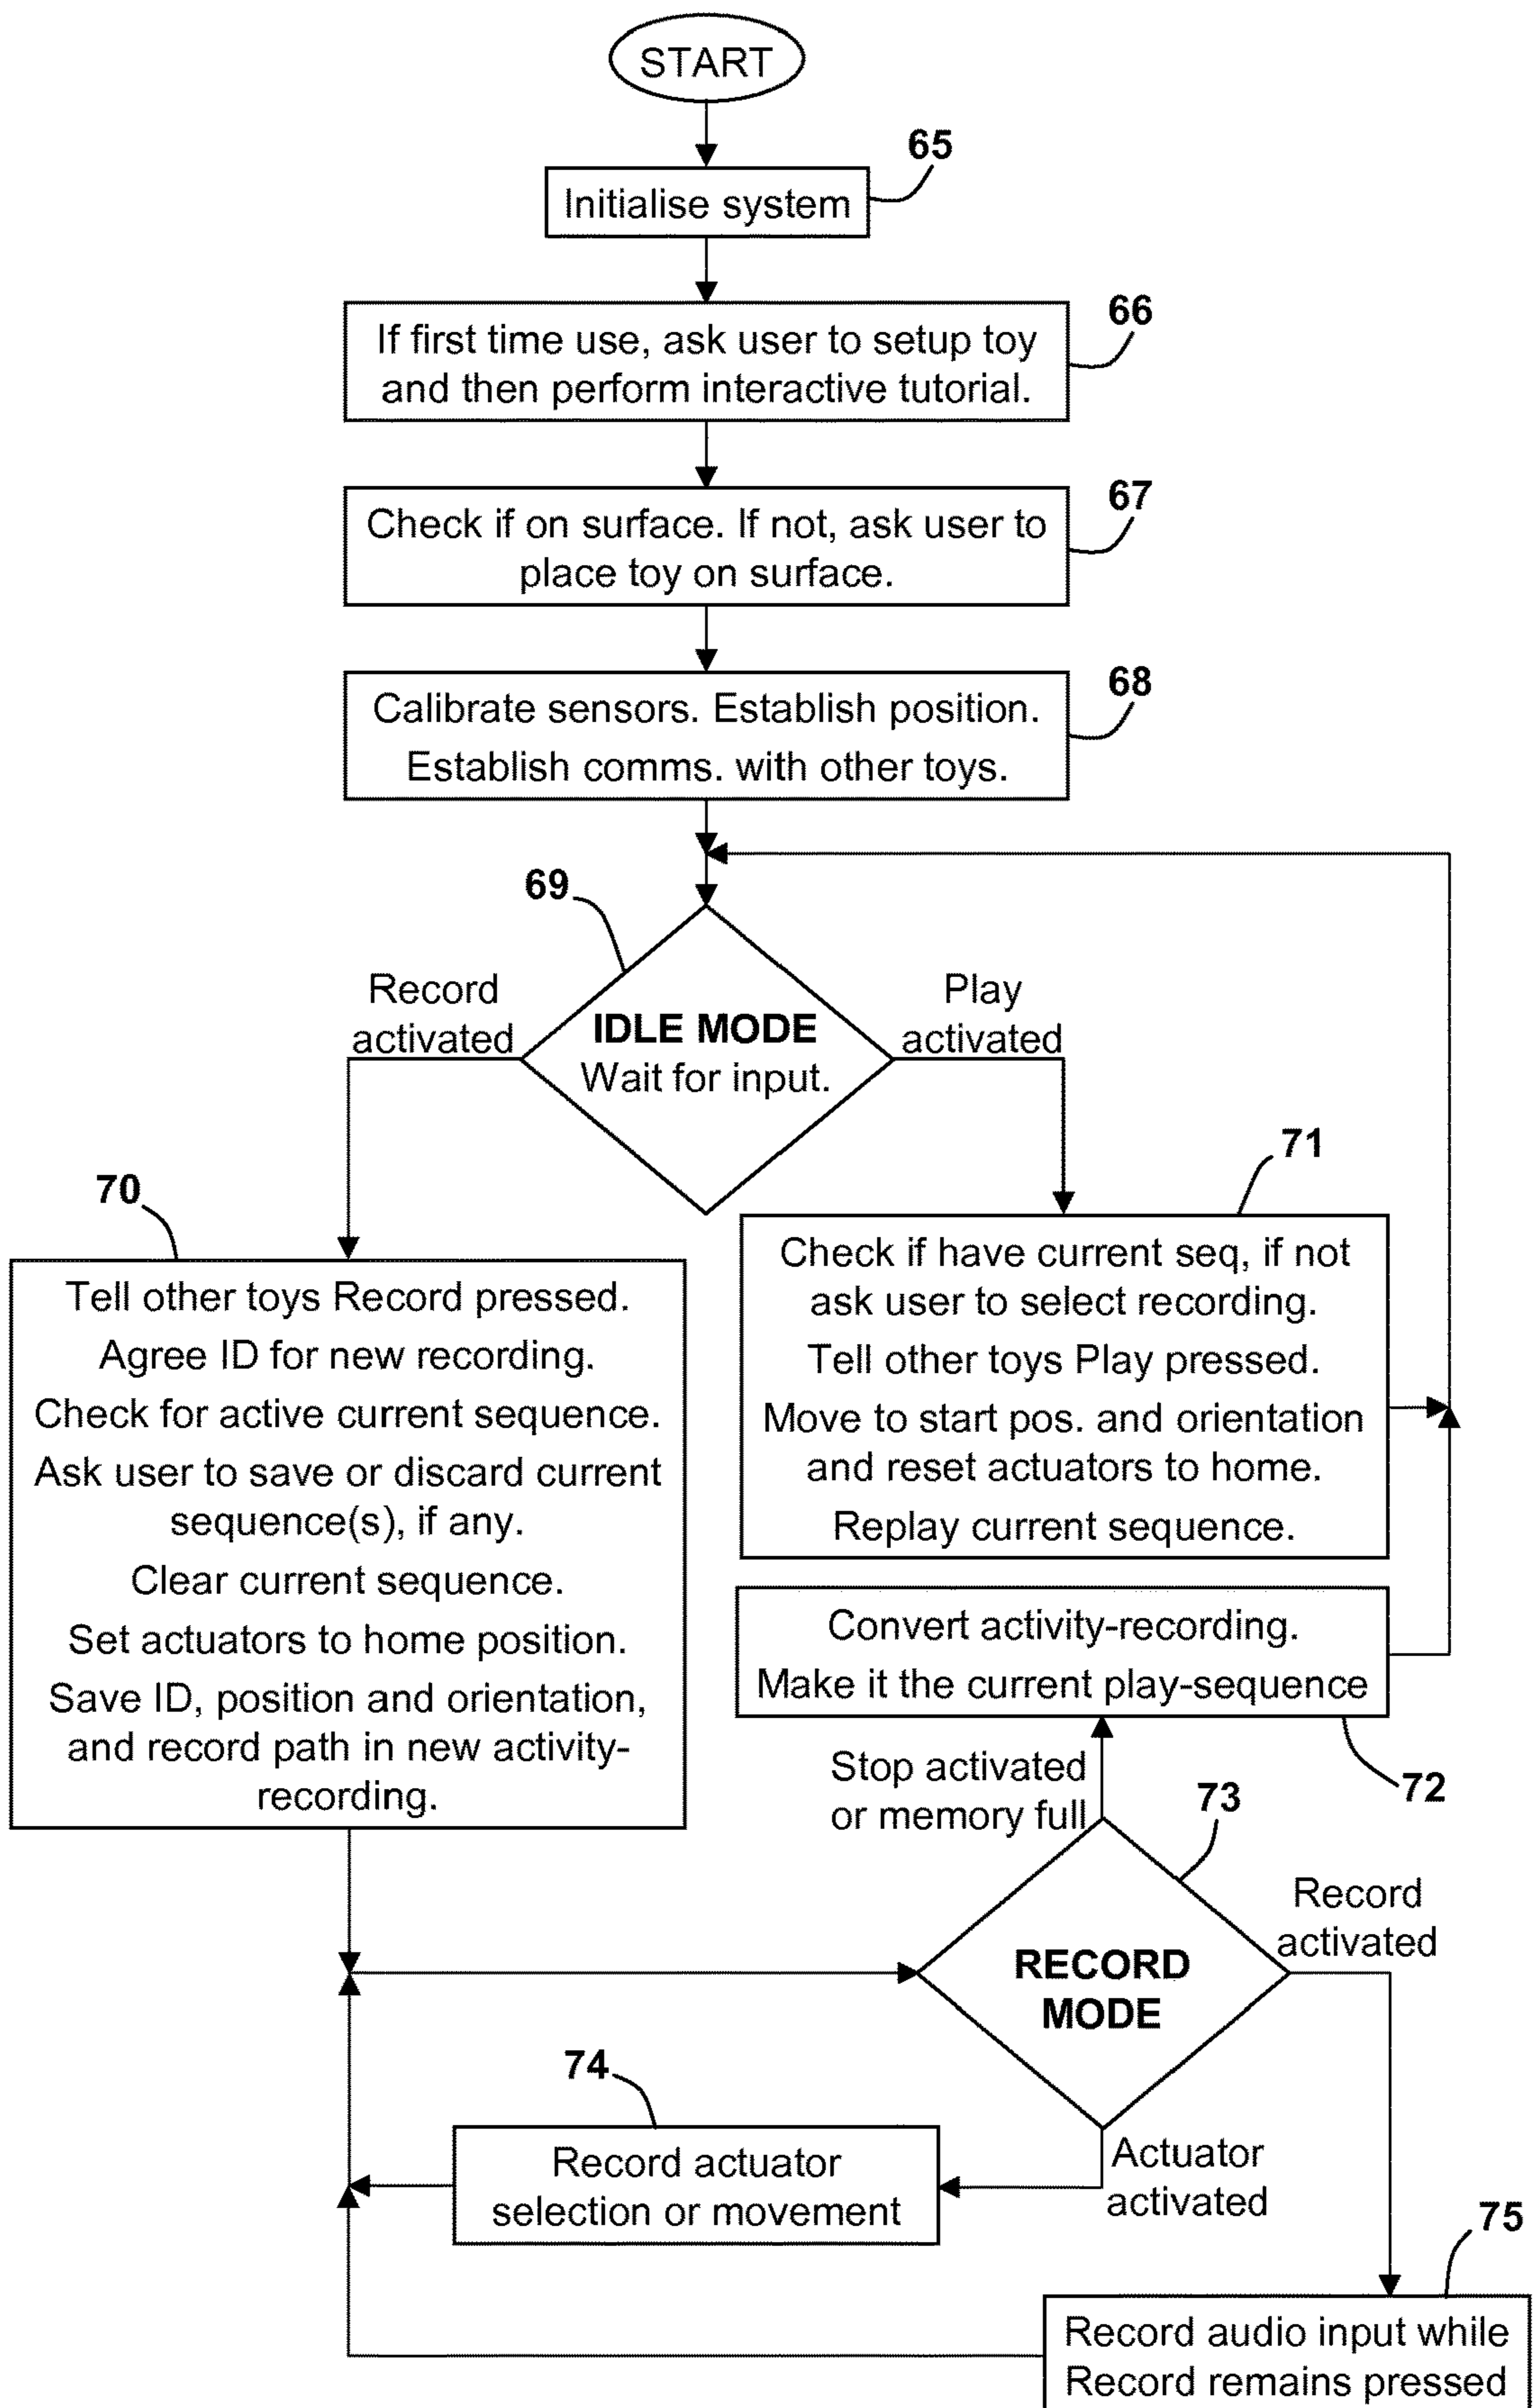 START
65
Initialise system
66
If first time use, ask user to setup toy
and then perform interactive tutorial.
67
Check if on surface. If not, ask user to
place toy on surface.
68
Calibrate sensors. Establish position.
Establish comms. with other toys.
69
Record
activated
IDLE MODE
Wait for input.
Play
activated
70
Tell other toys Record pressed.
Agree ID for new recording.
Check for active current sequence.
Ask user to save or discard current
sequence(s), if any.
Clear current sequence.
Set actuators to home position.
Save ID, position and orientation,
and record path in new activity-
recording.
71
Check if have current seq, if not
ask user to select recording.
Tell other toys Play pressed.
Move to start pos. and orientation
and reset actuators to home.
Replay current sequence.
Convert activity-recording.
Make it the current play-sequence
72
Stop activated
or memory full
73
RECORD
MODE
Record
activated
74
Record actuator
selection or movement
Actuator
activated
75
Record audio input while
Record remains pressed